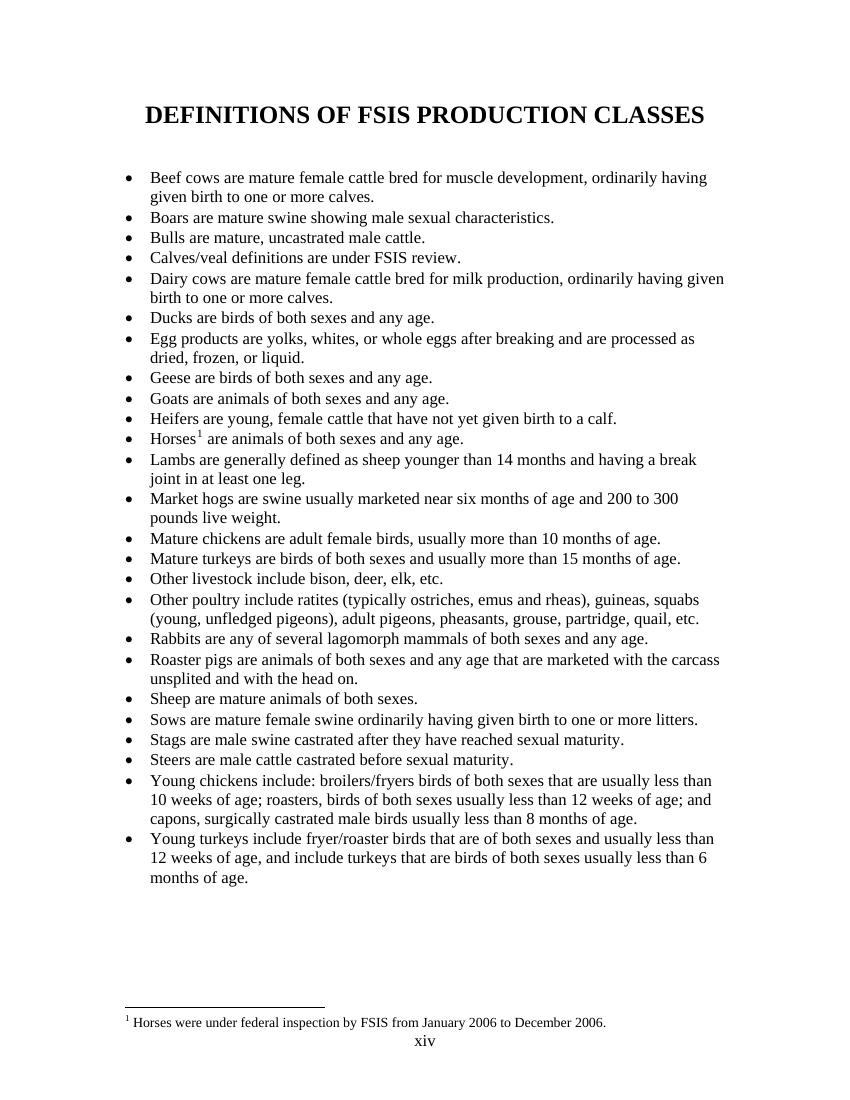 DEFINITIONS OF FSIS PRODUCTION CLASSES
• Beef cows are mature female cattle bred for muscle development, ordinarily having
given birth to one or more calves.
• Boars are mature swine showing male sexual characteristics.
• Bulls are mature, uncastrated male cattle.
• Calves/veal definitions are under FSIS review.
• Dairy cows are mature female cattle bred for milk production, ordinarily having given
birth to one or more calves.
• Ducks are birds of both sexes and any age.
• Egg products are yolks, whites, or whole eggs after breaking and are processed as
dried, frozen, or liquid.
• Geese are birds of both sexes and any age.
• Goats are animals of both sexes and any age.
• Heifers are young, female cattle that have not yet given birth to a calf.
• Horses¹ are animals of both sexes and any age.
• Lambs are generally defined as sheep younger than 14 months and having a break
joint in at least one leg.
• Market hogs are swine usually marketed near six months of age and 200 to 300
pounds live weight.
• Mature chickens are adult female birds, usually more than 10 months of age.
• Mature turkeys are birds of both sexes and usually more than 15 months of age.
• Other livestock include bison, deer, elk, etc.
• Other poultry include ratites (typically ostriches, emus and rheas), guineas, squabs
(young, unfledged pigeons), adult pigeons, pheasants, grouse, partridge, quail, etc.
• Rabbits are any of several lagomorph mammals of both sexes and any age.
• Roaster pigs are animals of both sexes and any age that are marketed with the carcass
unsplited and with the head on.
• Sheep are mature animals of both sexes.
• Sows are mature female swine ordinarily having given birth to one or more litters.
• Stags are male swine castrated after they have reached sexual maturity.
• Steers are male cattle castrated before sexual maturity.
• Young chickens include: broilers/fryers birds of both sexes that are usually less than
10 weeks of age; roasters, birds of both sexes usually less than 12 weeks of age; and
capons, surgically castrated male birds usually less than 8 months of age.
• Young turkeys include fryer/roaster birds that are of both sexes and usually less than
12 weeks of age, and include turkeys that are birds of both sexes usually less than 6
months of age.
¹ Horses were under federal inspection by FSIS from January 2006 to December 2006.
xiv